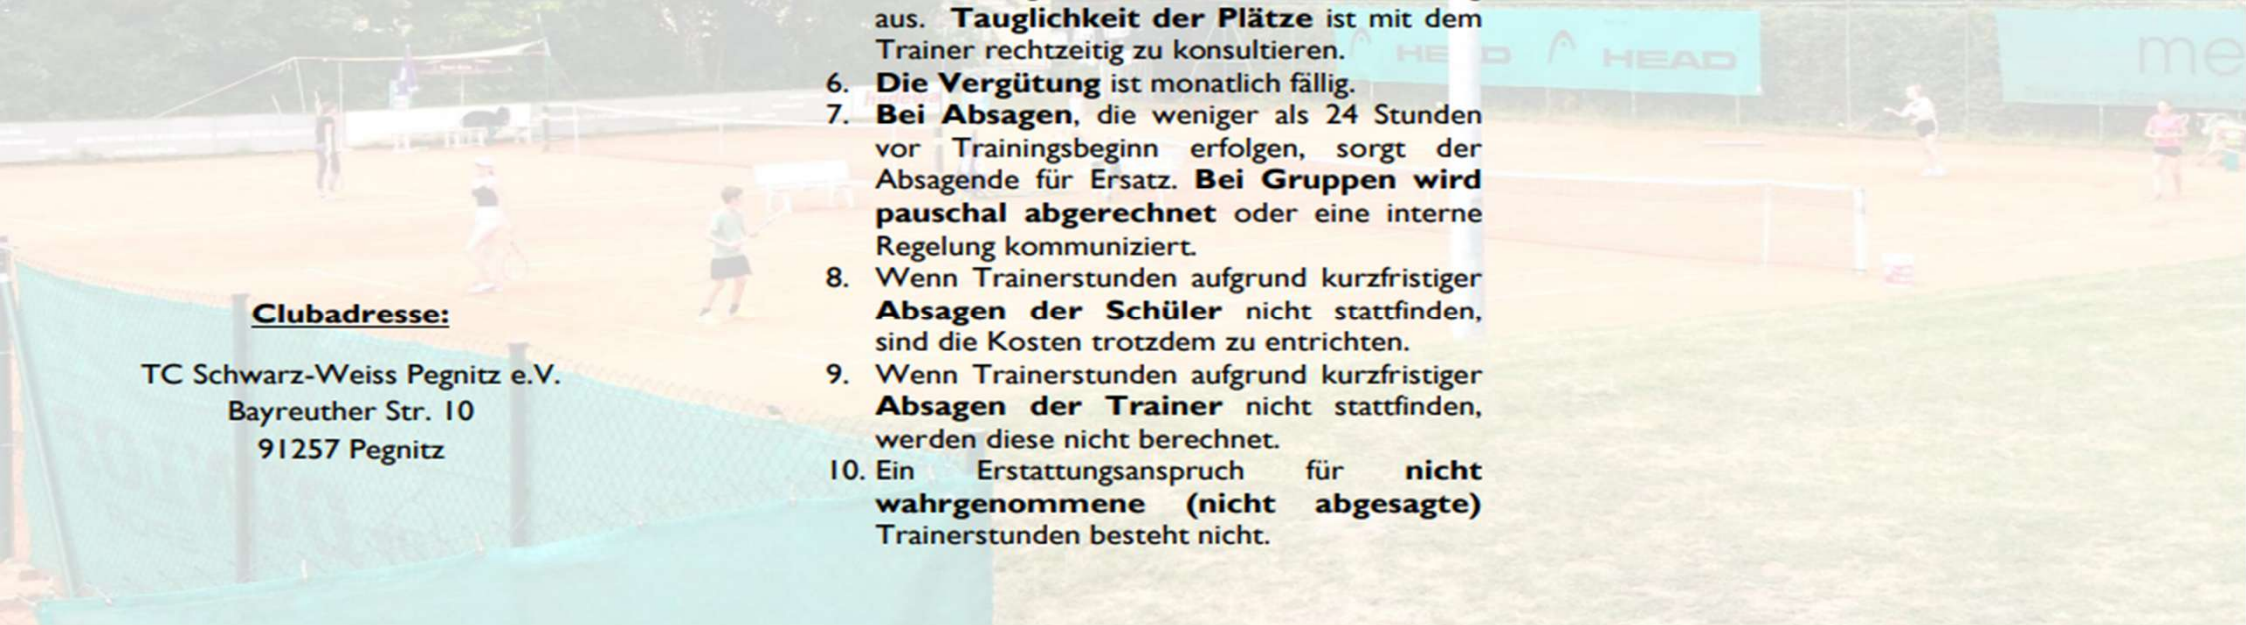 Clubadresse:
TC Schwarz-Weiss Pegnitz e.V.
Bayreuther Str. 10
91257 Pegnitz
aus. Tauglichkeit der Plätze ist mit dem
Trainer rechtzeitig zu konsultieren.
6. Die Vergütung ist monatlich fällig.
7. Bei Absagen, die weniger als 24 Stunden
vor Trainingsbeginn erfolgen, sorgt der
Absagende für Ersatz. Bei Gruppen wird
pauschal abgerechnet oder eine interne
Regelung kommuniziert.
8. Wenn Trainerstunden aufgrund kurzfristiger
Absagen der Schüler nicht stattfinden,
sind die Kosten trotzdem zu entrichten.
9. Wenn Trainerstunden aufgrund kurzfristiger
Absagen der Trainer nicht stattfinden,
werden diese nicht berechnet.
10. Ein Erstattungsanspruch für nicht
wahrgenommene (nicht abgesagte)
Trainerstunden besteht nicht.
HEAD HEAD
me